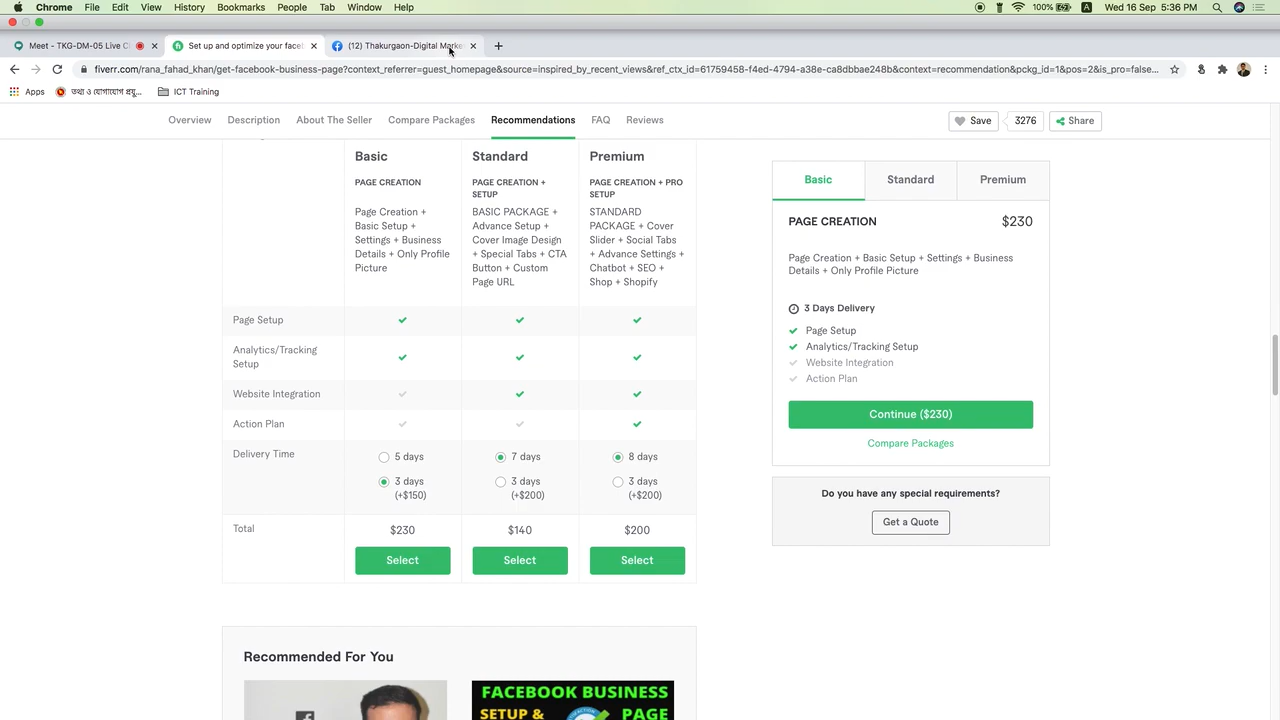 Chrome File Edit View History Bookmarks People Tab Window Help
100% Wed 16 Sep 5:36 PM
Meet - TKG-DM-05 Live C
Set up and optimize your facet
(12) Thakurgaon-Digital Marke
fiverr.com/rana_fahad_khan/get-facebook-business-page?context_referrer=guest_homepage&source=inspired_by_recent_views&ref_ctx_id=61759458-f4ed-4794-a38e-ca8dbbae248b&context=recommendation&pckg_id=1&pos=2&is_pro=false...
Apps তথ্য ও যোগাযোগ প্রযু... ICT Training
Overview Description About The Seller Compare Packages Recommendations FAQ Reviews
Save 3276 Share
Basic Standard Premium
PAGE CREATION
PAGE CREATION +
SETUP
PAGE CREATION + PRO
SETUP
Page Creation +
Basic Setup +
Settings + Business
Details + Only Profile
Picture
BASIC PACKAGE +
Advance Setup +
Cover Image Design
+ Special Tabs + CTA
Button + Custom
Page URL
STANDARD
PACKAGE + Cover
Slider + Social Tabs
+ Advance Settings +
Chatbot + SEO +
Shop + Shopify
Page Setup
Analytics/Tracking
Setup
Website Integration
Action Plan
Delivery Time
5 days
3 days
(+$150)
7 days
3 days
(+$200)
8 days
3 days
(+$200)
Total $230 $140 $200
Select Select Select
Basic Standard Premium
PAGE CREATION $230
Page Creation + Basic Setup + Settings + Business
Details + Only Profile Picture
3 Days Delivery
Page Setup
Analytics/Tracking Setup
Website Integration
Action Plan
Continue ($230)
Compare Packages
Do you have any special requirements?
Get a Quote
Recommended For You
FACEBOOK BUSINESS
SETUP & PAGE